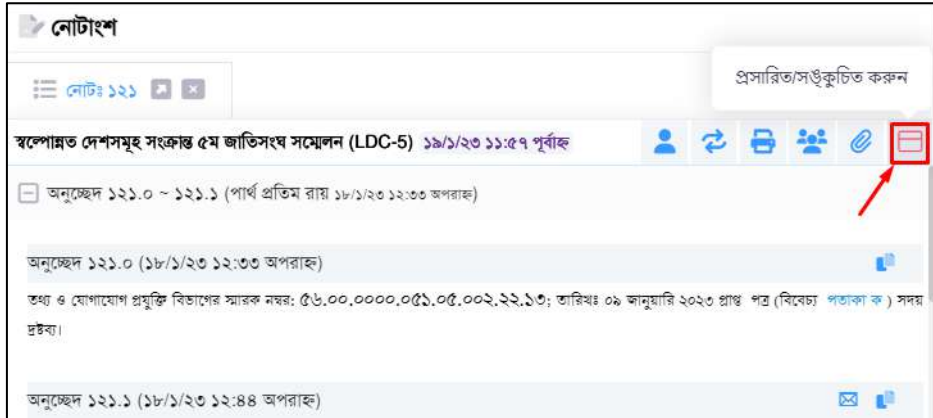 নোটাংশ
প্রসারিত/সঙ্কুচিত করুন
নোটঃ ১২১
স্বল্পোন্নত দেশসমূহ সংক্রান্ত ৫ম জাতিসংঘ সম্মেলন (LDC-5) ১৯/১/২৩ ১১:৫৭ পূর্বাহ্ন
অনুচ্ছেদ ১২১.০ ~ ১২১.১ (পার্থ প্রতিম রায় ১৮/১/২৩ ১২:৩৩ অপরাহ্ন)
অনুচ্ছেদ ১২১.০ (১৮/১/২৩ ১২:৩৩ অপরাহ্ন)
তথ্য ও যোগাযোগ প্রযুক্তি বিভাগের স্মারক নম্বর: ৫৬.০০.০০০০.০৫১.০৫.০০২.২২.১৩; তারিখঃ ০৯ জানুয়ারি ২০২৩ প্রাপ্ত পত্র (বিবেচ্য পতাকা ক ) সদয়
দ্রষ্টব্য।
অনুচ্ছেদ ১২১.১ (১৮/১/২৩ ১২:৪৪ অপরাহ্ন)